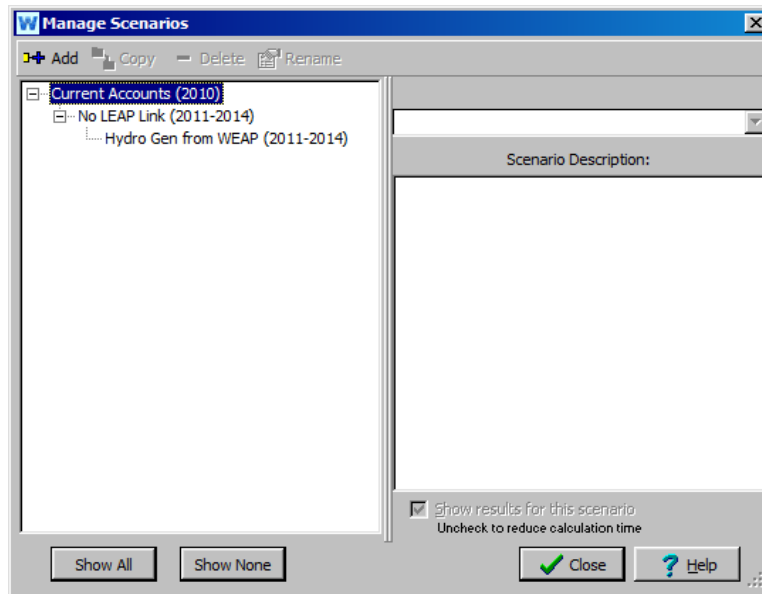 Manage Scenarios
Add Copy Delete Rename
Current Accounts (2010)
No LEAP Link (2011-2014)
Hydro Gen from WEAP (2011-2014)
Scenario Description:
Show results for this scenario
Uncheck to reduce calculation time
Show All Show None Close Help